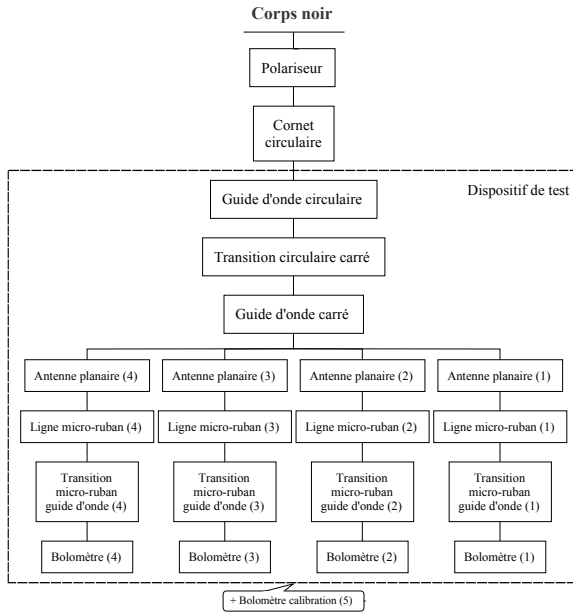 Corps noir
Polariseur
Cornet
circulaire
Dispositif de test
Guide d'onde circulaire
Transition circulaire carré
Guide d'onde carré
Antenne planaire (4)
Antenne planaire (3)
Antenne planaire (2)
Antenne planaire (1)
Ligne micro-ruban (4)
Ligne micro-ruban (3)
Ligne micro-ruban (2)
Ligne micro-ruban (1)
Transition
micro-ruban
guide d'onde (4)
Transition
micro-ruban
guide d'onde (3)
Transition
micro-ruban
guide d'onde (2)
Transition
micro-ruban
guide d'onde (1)
Bolomètre (4)
Bolomètre (3)
Bolomètre (2)
Bolomètre (1)
+ Bolomètre calibration (5)